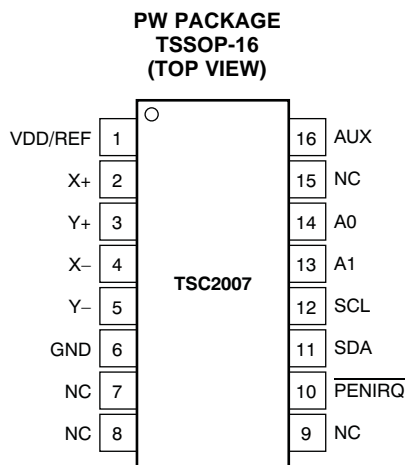 PW PACKAGE
TSSOP-16
(TOP VIEW)
VDD/REF 1 16 AUX
X+ 2 15 NC
Y+ 3 14 A0
X− 4 13 A1
TSC2007
Y− 5 12 SCL
GND 6 11 SDA
NC 7 10 PENIRQ
NC 8 9 NC